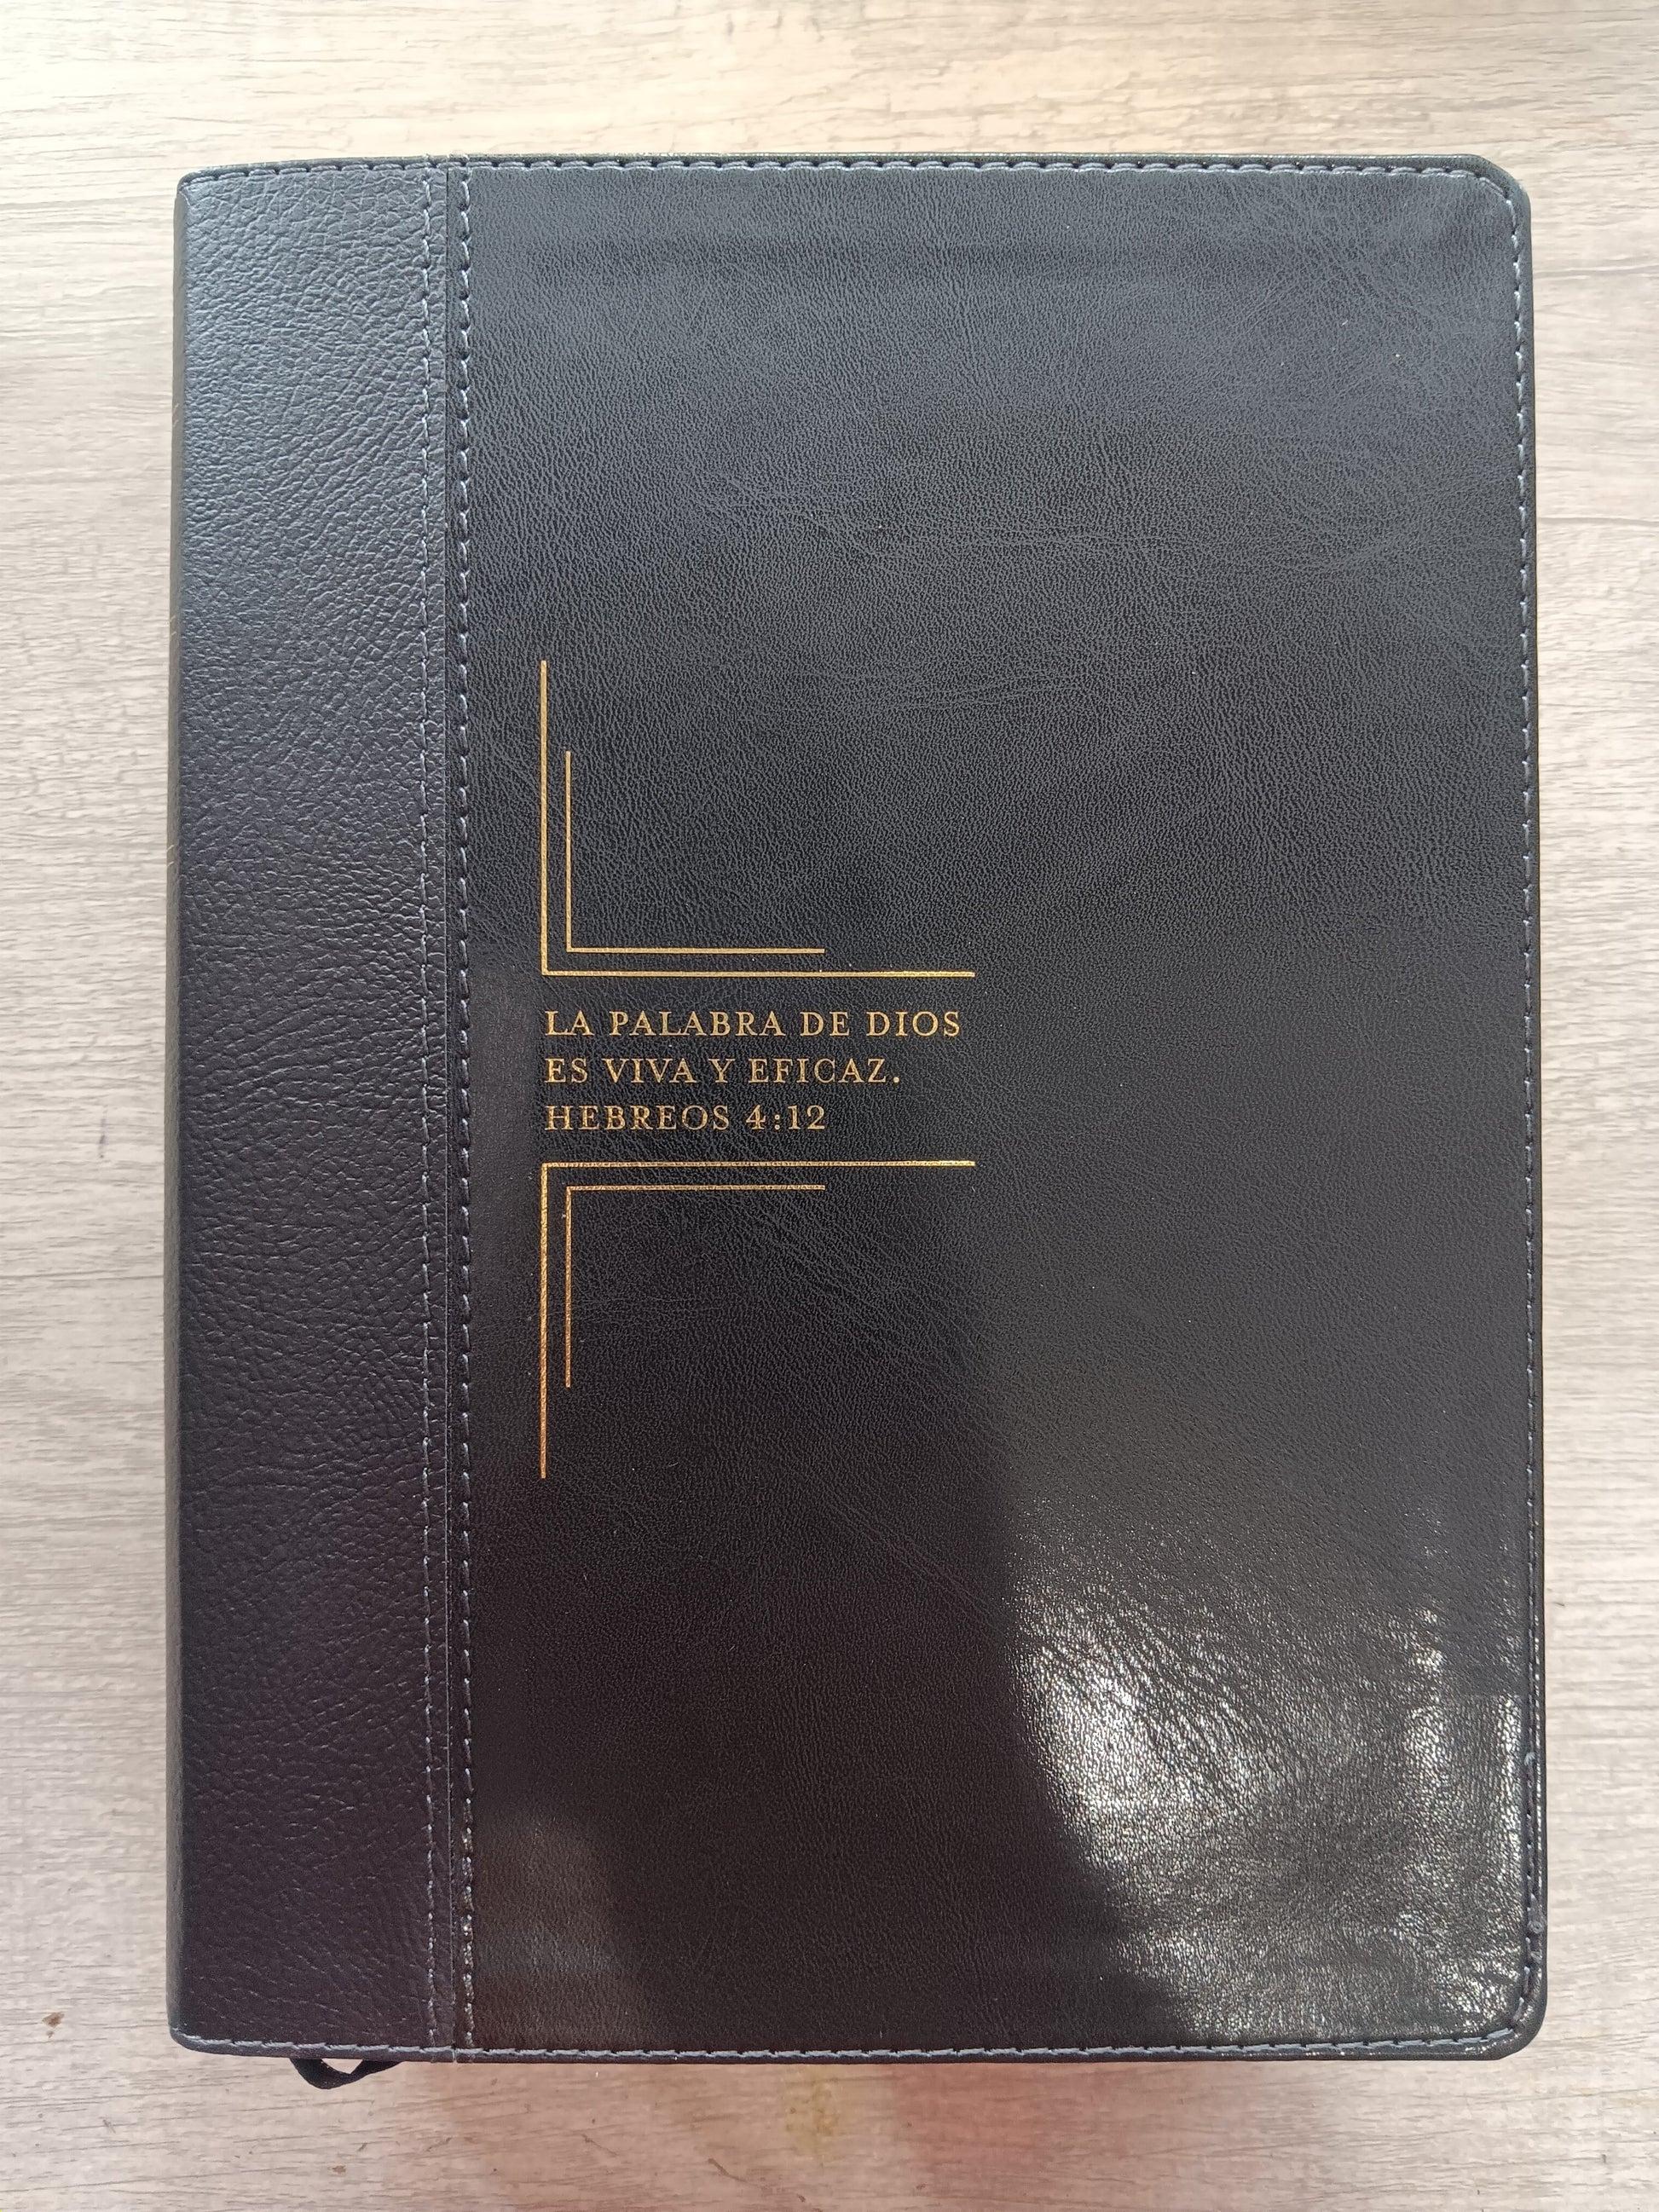 LA PALABRA DE DIOS
ES VIVA Y EFICAZ.
HEBREOS 4:12